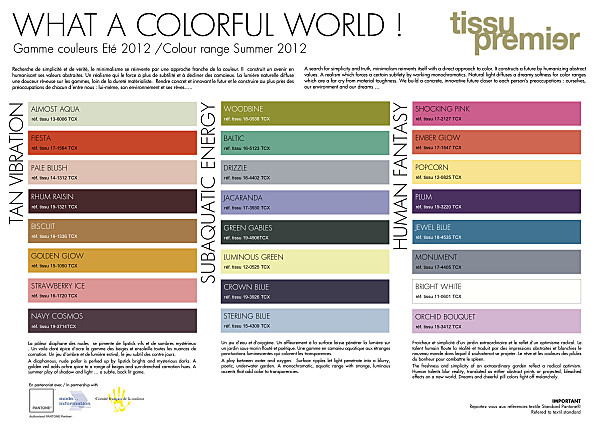 WHAT A COLORFUL WORLD !
Gamme couleurs Eté 2012 /Colour range Summer 2012
tissu
premier
Recherche de simplicité et de vérité, le minimalisme se réinvente par une approche franche de la couleur. Il construit un avenir en
humanisant ses valeurs abstraites. Un réalisme qui le force a plus de subtilité et à décliner des camaïeux. La lumière naturelle diffuse
une douceur rêveuse sur les gammes, loin de la dureté matérialiste. Rendre concret et innovant le futur et le construire au plus près des
préoccupations de chacun d'entre nous : lui-même, son environnement et ses rêves.....
A search for simplicity and truth, minimalism reinvents itself with a direct approach to color. It constructs a future by humanizing abstract
values. A realism which forces a certain subtlety by working monochromatics. Natural light diffuses a dreamy softness for color ranges
which are a far cry from material toughness. We build a concrete, innovative future closer to each person's preoccupations : ourselves,
our environment and our dreams ...
TAN VIBRATION
ALMOST AQUA
réf. tissu 13-6006 TCX
FIESTA
réf. tissu 17-1564 TCX
PALE BLUSH
réf. tissu 14-1312 TCX
RHUM RAISIN
réf. tissu 19-1321 TCX
BISCUIT
réf. tissu 16-1336 TCX
GOLDEN GLOW
réf. tissu 15-1050 TCX
STRAWBERRY ICE
réf. tissu 16-1720 TCX
NAVY COSMOS
réf. tissu 19-3714TCX
SUBAQUATIC ENERGY
WOODBINE
réf. tissu 18-0538 TCX
BALTIC
réf. tissu 16-5123 TCX
DRIZZLE
réf. tissu 16-4402 TCX
JACARANDA
réf. tissu 17-3930 TCX
GREEN GABLES
réf. tissu 19-4906TCX
LUMINOUS GREEN
réf. tissu 12-0525 TCX
CROWN BLUE
réf. tissu 19-3926 TCX
STERLING BLUE
réf. tissu 15-4309 TCX
HUMAN FANTASY
SHOCKING PINK
réf. tissu 17-2127 TCX
EMBER GLOW
réf. tissu 17-1547 TCX
POPCORN
réf. tissu 12-0825 TCX
PLUM
réf. tissu 19-3220 TCX
JEWEL BLUE
réf. tissu 18-4535 TCX
MONUMENT
réf. tissu 17-4405 TCX
BRIGHT WHITE
réf. tissu 11-0601 TCX
ORCHID BOUQUET
réf. tissu 15-3412 TCX
La pâleur diaphane des nudes se pimente de lipstick vifs et de sombres mystérieux
. Un voile doré épice d'ocre la gamme des beiges et ensoleille toutes les nuances de
carnation. Un jeu d'ombre et de lumière estival, le jeu subtil des contre jours.
A diaphanous, nude pallor is perked up by lipstick brights and mysterious darks. A
golden veil adds ochre spice to a range of beiges and sun-drenched carnation hues. A
summer play of shadow and light ... a subtle, back lit game.
Un jeu d'eau et d'oxygène. Un affleurement à la surface laisse pénétrer la lumière sur
un jardin sous-marin flouté et poétique. Une gamme en camaïeu aquatique aux étranges
ponctuations luminescentes qui colorent les transparences.
A play between water and oxygen. Surface ripples let light penetrate into a blurry,
poetic, underwater garden. A monochromatic, aquatic range with strange, luminous
accents that add color to transparencies.
Fraicheur et simplicité d'un jardin extraordinaire et le reflet d'un optimisme radical. Le
talent humain floute la réalité et traduit par des impressions abstraites et blanchies le
nouveau monde dans lequel il souhaiterait se projeter. Le rêve et les couleurs des pilules
du bonheur pour combattre le spleen.
The freshness and simplicity of an extraordinary garden reflect a radical optimism.
Human talents blur reality, translated as either abstract prints or projected, bleached
effects on a new world. Dreams and cheerful pill colors fight off melancholy.
En partenariat avec / In partnership with
PANTONE
Authorized PANTONE Partner
Comité français de la couleur
IMPORTANT
Reportez vous aux références textile Standard Pantone®
Refered to textil standard